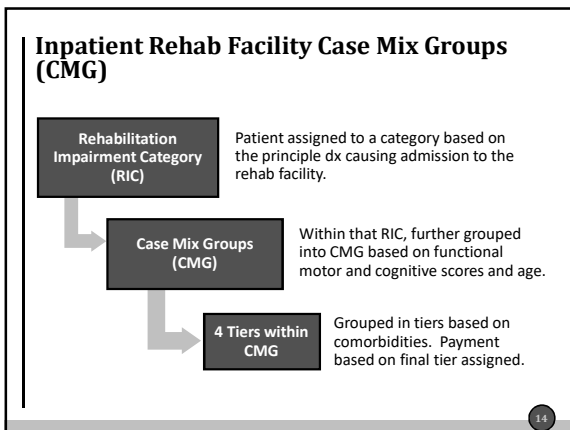 Inpatient Rehab Facility Case Mix Groups
(CMG)
Rehabilitation
Impairment Category
(RIC)
Patient assigned to a category based on
the principle dx causing admission to the
rehab facility.
Case Mix Groups
(CMG)
Within that RIC, further grouped
into CMG based on functional
motor and cognitive scores and age.
4 Tiers within
CMG
Grouped in tiers based on
comorbidities.  Payment
based on final tier assigned.
14